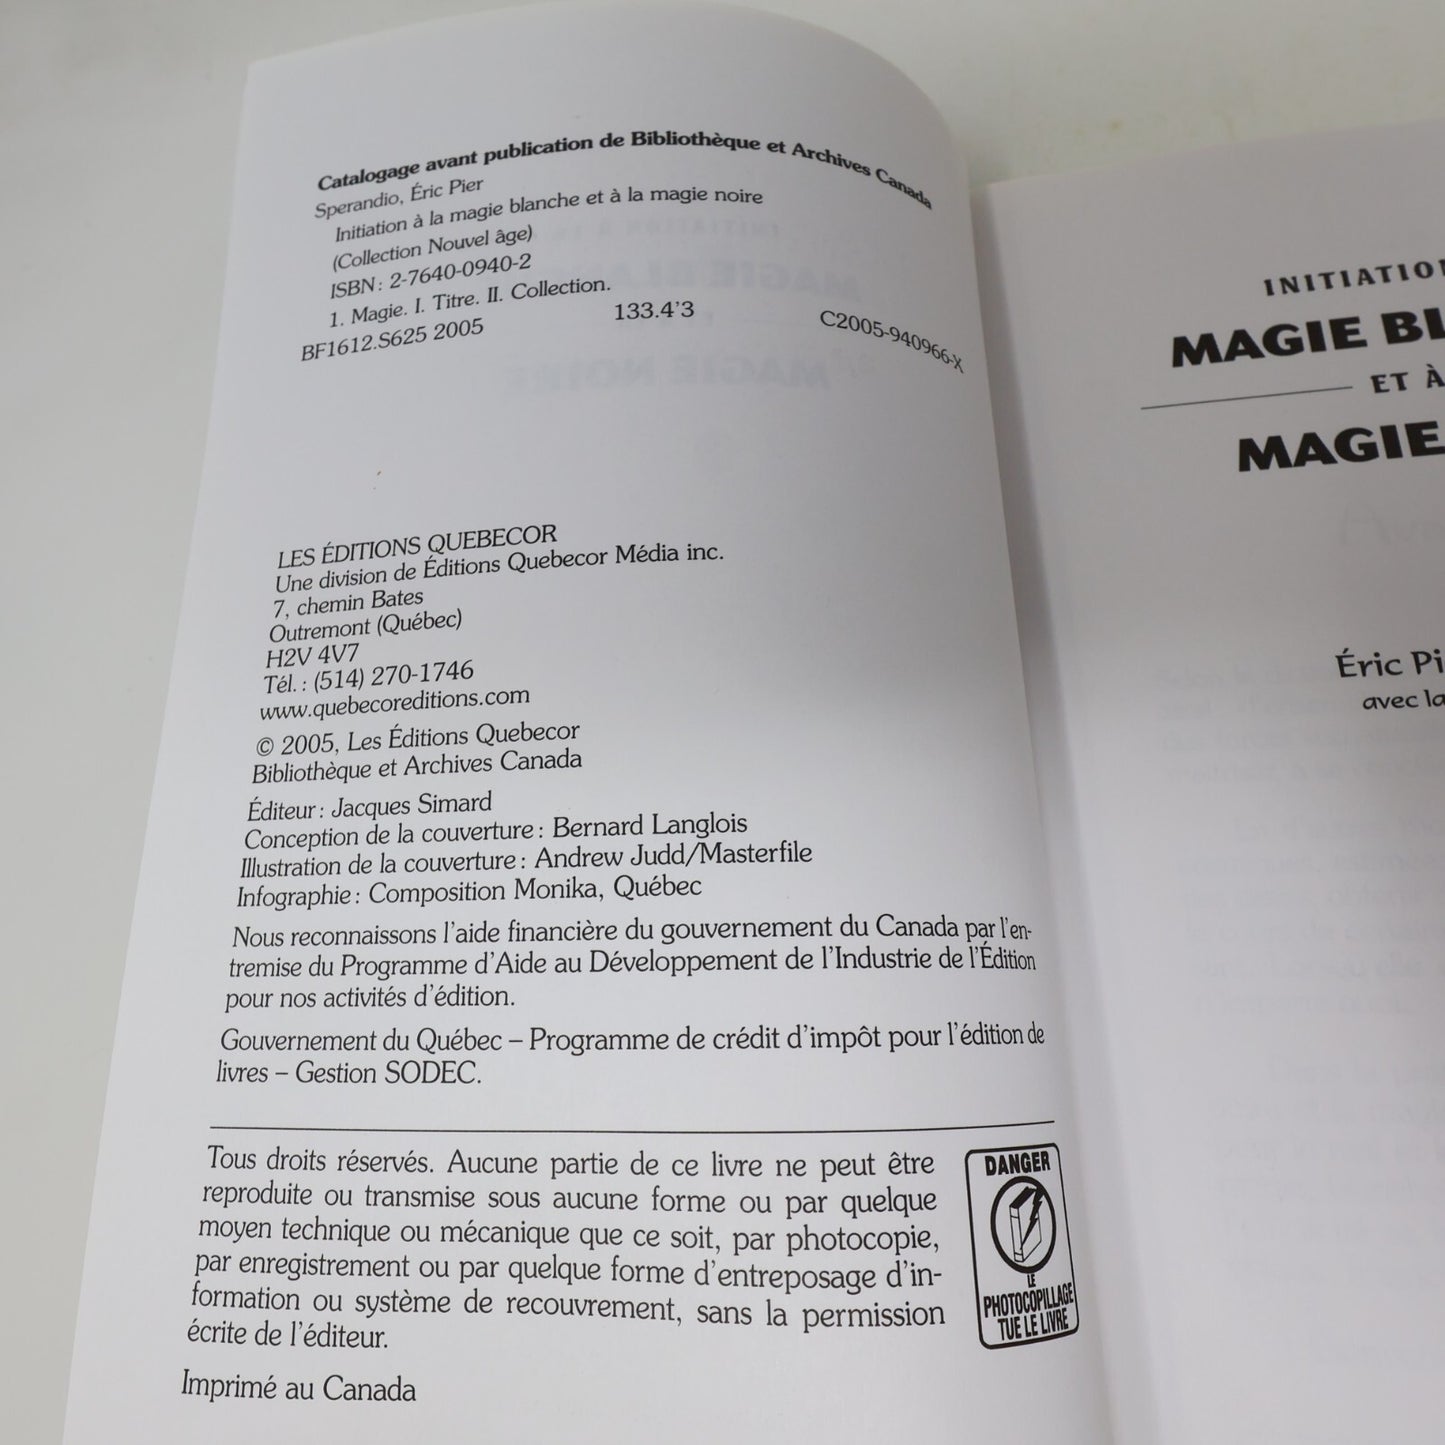 Catalogage avant publication de Bibliothèque et Archives Canada
Sperandio, Éric Pier
Initiation à la magie blanche et à la magie noire
(Collection Nouvel âge)
ISBN : 2-7640-0940-2
1. Magie. I. Titre. II. Collection.
BF1612.S625 2005 133.4'3 C2005-940966-X
LES ÉDITIONS QUEBECOR
Une division de Éditions Quebecor Média inc.
7, chemin Bates
Outremont (Québec)
H2V 4V7
Tél. : (514) 270-1746
www.quebecoreditions.com
© 2005, Les Éditions Quebecor
Bibliothèque et Archives Canada
Éditeur : Jacques Simard
Conception de la couverture : Bernard Langlois
Illustration de la couverture : Andrew Judd/Masterfile
Infographie : Composition Monika, Québec
Nous reconnaissons l'aide financière du gouvernement du Canada par l'en-
tremise du Programme d'Aide au Développement de l'Industrie de l'Édition
pour nos activités d'édition.
Gouvernement du Québec – Programme de crédit d'impôt pour l'édition de
livres – Gestion SODEC.
Tous droits réservés. Aucune partie de ce livre ne peut être
reproduite ou transmise sous aucune forme ou par quelque
moyen technique ou mécanique que ce soit, par photocopie,
par enregistrement ou par quelque forme d'entreposage d'in-
formation ou système de recouvrement, sans la permission
écrite de l'éditeur.
Imprimé au Canada
DANGER
LE
PHOTOCOPILLAGE
TUE LE LIVRE
INITIATIO
MAGIE BL
ET À
MAGIE
Éric Pi
avec la